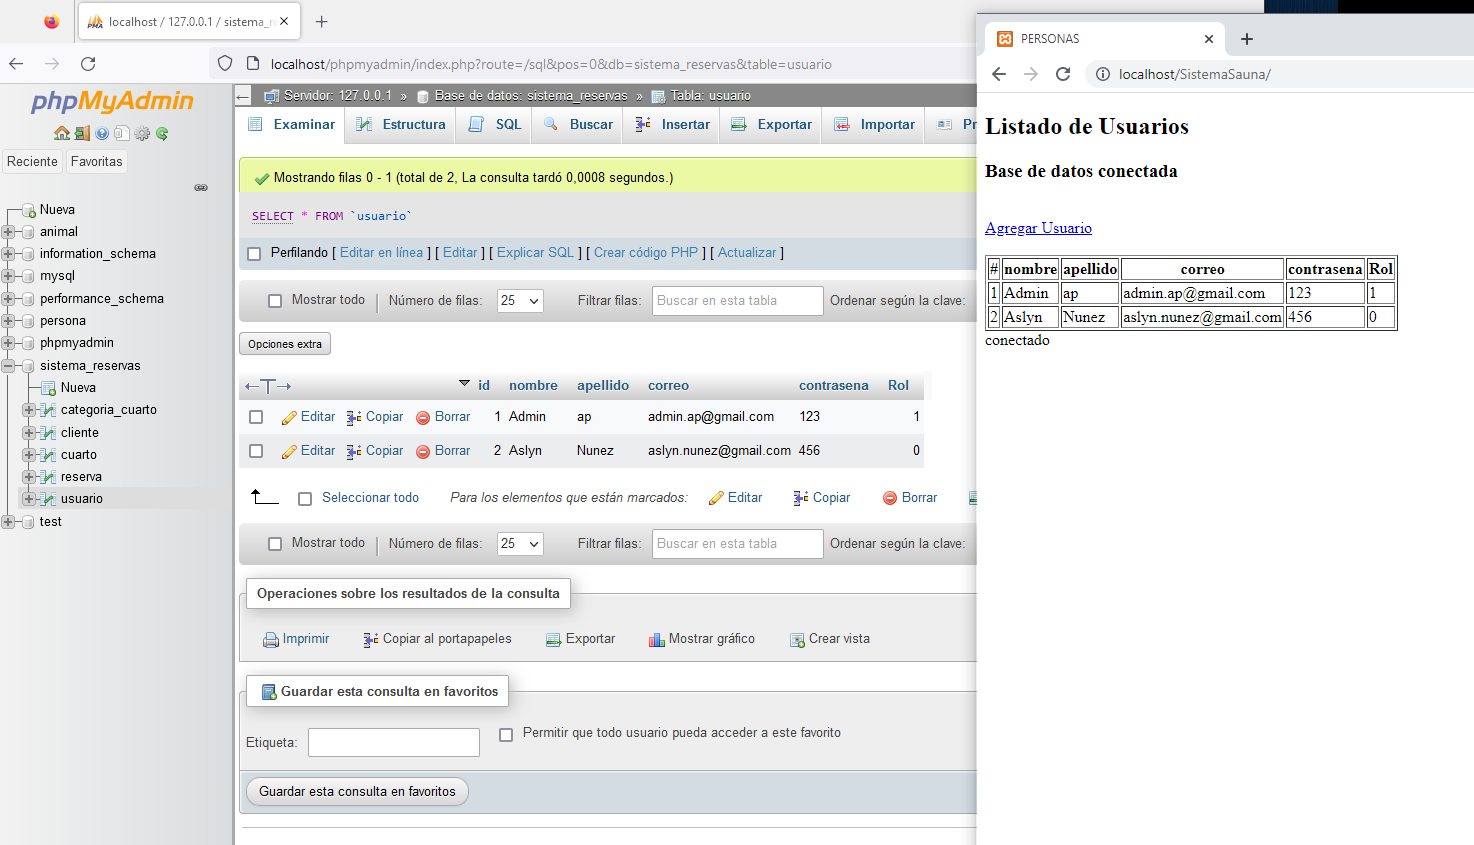 localhost / 127.0.0.1 / sistema_r
localhost/phpmyadmin/index.php?route=/sql&pos=0&db=sistema_reservas&table=usuario
phpMyAdmin
Reciente Favoritas
Nueva
animal
information_schema
mysql
performance_schema
persona
phpmyadmin
sistema_reservas
Nueva
categoria_cuarto
cliente
cuarto
reserva
usuario
test
Servidor: 127.0.0.1 » Base de datos: sistema_reservas » Tabla: usuario
Examinar Estructura SQL Buscar Insertar Exportar Importar Pr
Mostrando filas 0 - 1 (total de 2, La consulta tardó 0,0008 segundos.)
SELECT * FROM `usuario`
Perfilando [ Editar en línea ] [ Editar ] [ Explicar SQL ] [ Crear código PHP ] [ Actualizar ]
Mostrar todo Número de filas: 25 Filtrar filas: Buscar en esta tabla Ordenar según la clave:
Opciones extra
←T→ id nombre apellido correo contrasena Rol
Editar Copiar Borrar 1 Admin ap admin.ap@gmail.com 123 1
Editar Copiar Borrar 2 Aslyn Nunez aslyn.nunez@gmail.com 456 0
Seleccionar todo Para los elementos que están marcados: Editar Copiar Borrar
Mostrar todo Número de filas: 25 Filtrar filas: Buscar en esta tabla Ordenar según la clave:
Operaciones sobre los resultados de la consulta
Imprimir Copiar al portapapeles Exportar Mostrar gráfico Crear vista
Guardar esta consulta en favoritos
Etiqueta: Permitir que todo usuario pueda acceder a este favorito
Guardar esta consulta en favoritos
PERSONAS
localhost/SistemaSauna/
Listado de Usuarios
Base de datos conectada
Agregar Usuario
# nombre apellido correo contrasena Rol
1 Admin ap admin.ap@gmail.com 123 1
2 Aslyn Nunez aslyn.nunez@gmail.com 456 0
conectado